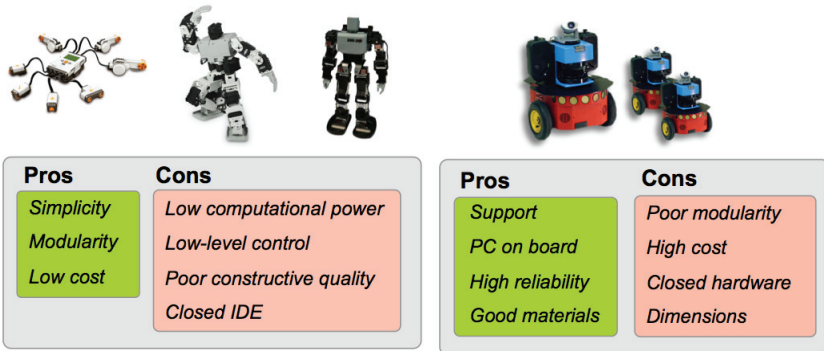 Pros
Cons
Simplicity
Modularity
Low cost
Low computational power
Low-level control
Poor constructive quality
Closed IDE
Pros
Cons
Support
PC on board
High reliability
Good materials
Poor modularity
High cost
Closed hardware
Dimensions